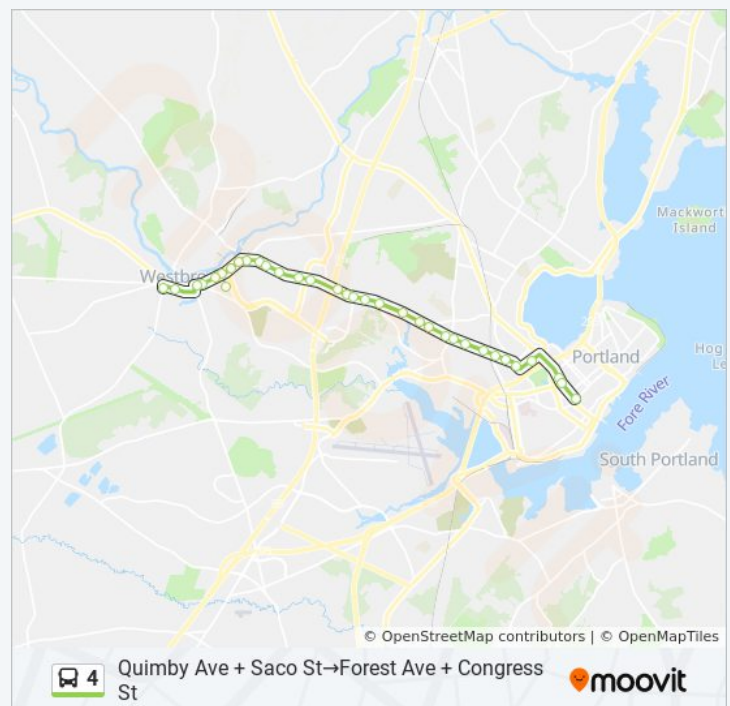 Mackwort
Island
Westbro
Portland
Hog
Le
Fore River
South Portland
© OpenStreetMap contributors | © OpenMapTiles
4
Quimby Ave + Saco St→Forest Ave + Congress
St
moovit